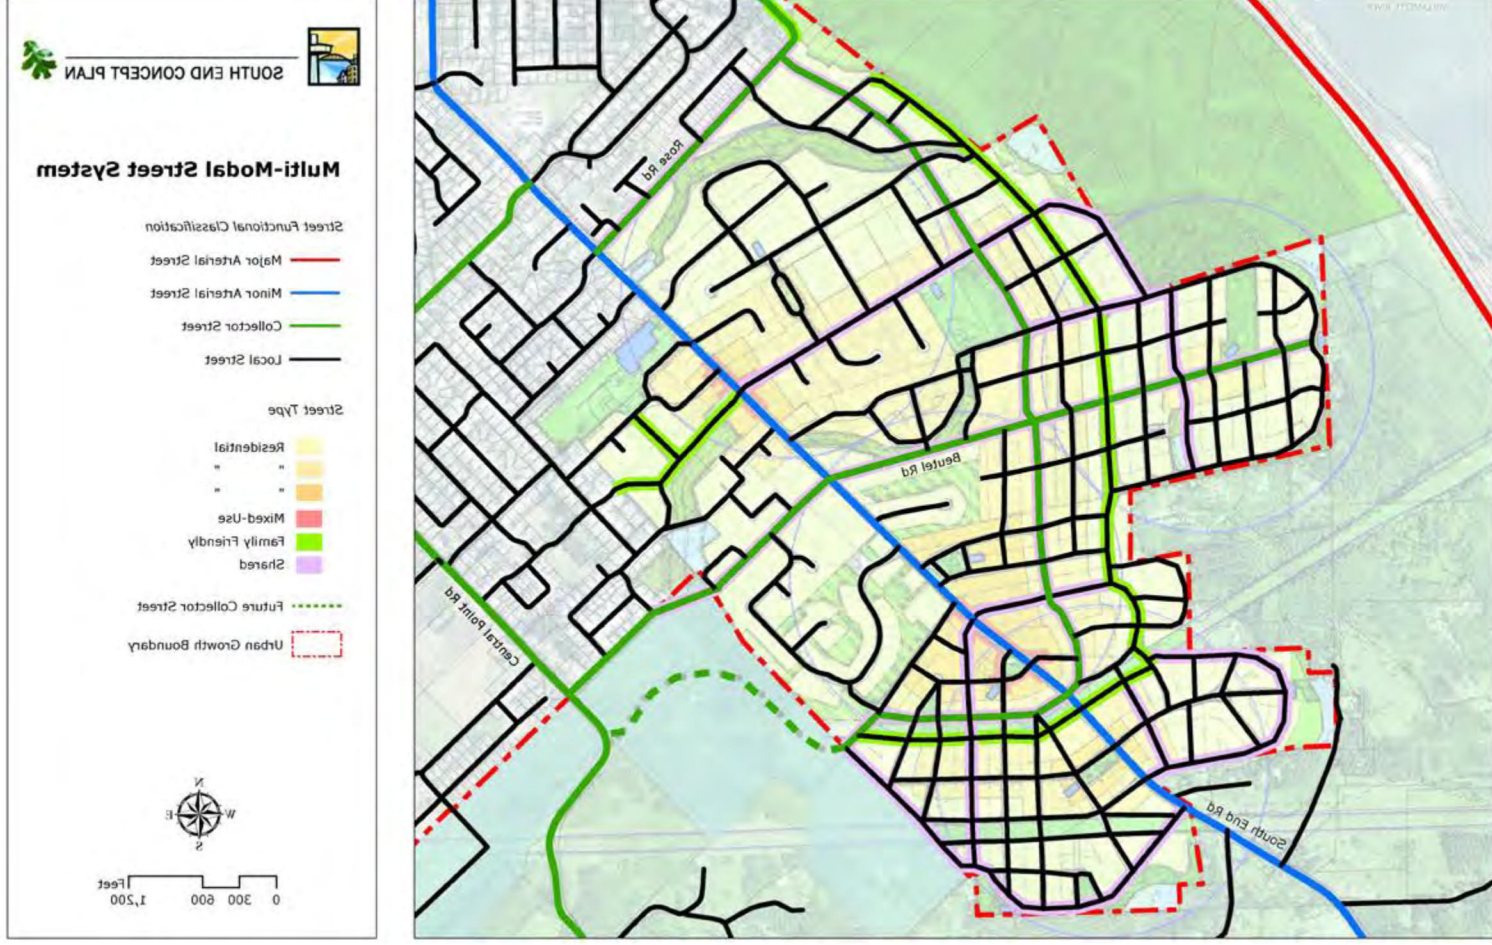 SOUTH END CONCEPT PLAN
Multi-Modal Street System
Street Functional Classification
Major Arterial Street
Minor Arterial Street
Collector Street
Local Street
Street Type
Residential
" "
" "
Mixed-Use
Family Friendly
Shared
Future Collector Street
Urban Growth Boundary
N
W
E
S
Feet
0 300 600 1,200
Rose Rd
Beutel Rd
Central Point Rd
South End Rd